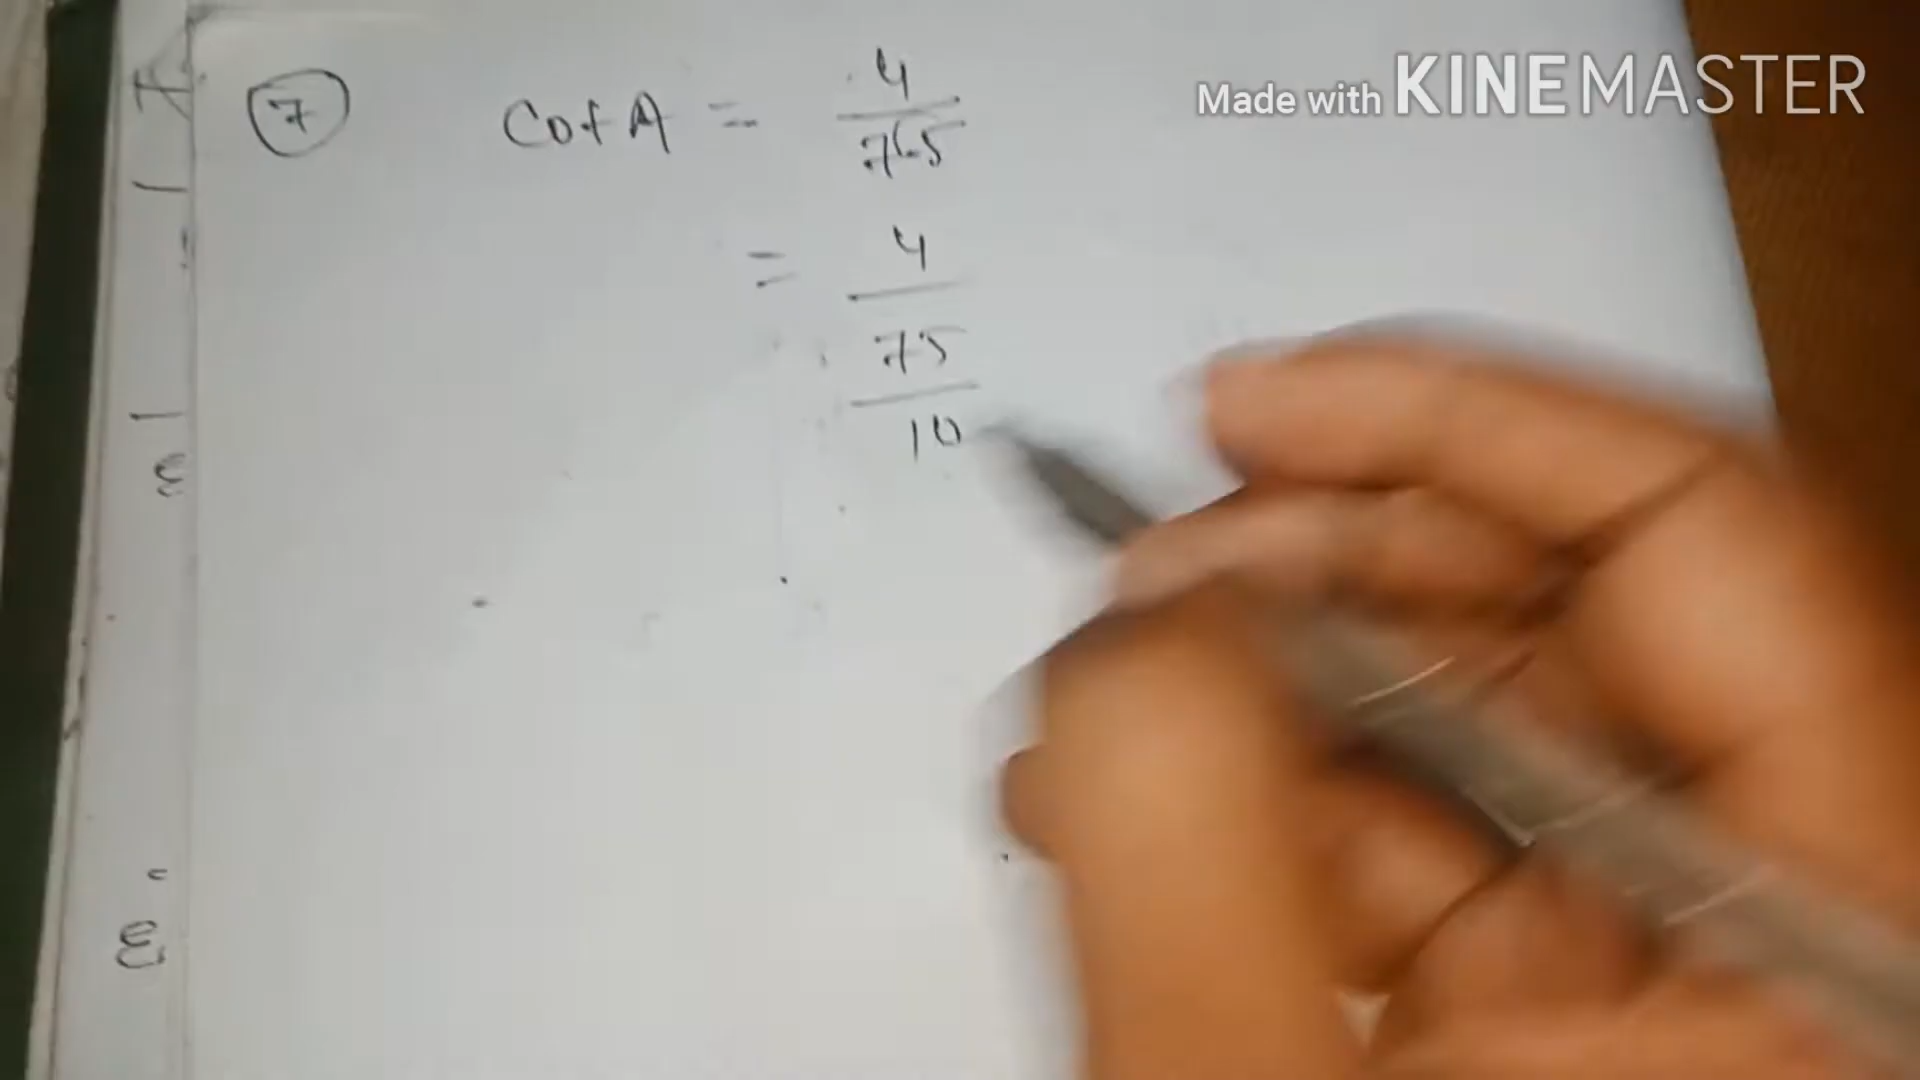 Made with KINEMASTER
7 Cot A = 4/7.5
= 4/75/10